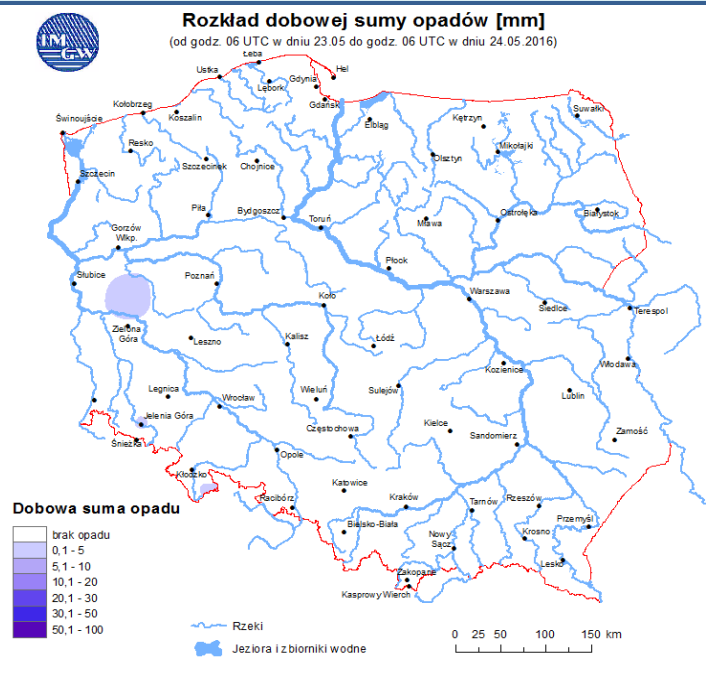 IMGW
Rozkład dobowej sumy opadów [mm]
(od godz. 06 UTC w dniu 23.05 do godz. 06 UTC w dniu 24.05.2016)
Łeba
Hel
Ustka
Gdynia
Lębork
Kołobrzeg
Gdańsk
Suwałki
Świnoujście
Koszalin
Elbląg
Kętrzyn
Resko
Mikołajki
Szczecinek
Chojnice
Olsztyn
Szczecin
Piła
Bydgoszcz
Toruń
Ostrołęka
Białystok
Mława
Gorzów
Wlkp.
Płock
Słubice
Poznań
Warszawa
Koło
Siedlce
Terespol
Zielona
Góra
Leszno
Kalisz
Łódź
Włodawa
Kozienice
Legnica
Wrocław
Wieluń
Sulejów
Lublin
Jelenia Góra
Śnieżka
Częstochowa
Kielce
Sandomierz
Zamość
Opole
Kłodzko
Katowice
Racibórz
Kraków
Tarnów
Rzeszów
Przemyśl
Bielsko-Biała
Nowy
Sącz
Krosno
Lesko
Zakopane
Kasprowy Wierch
Dobowa suma opadu
brak opadu
0,1 - 5
5,1 - 10
10,1 - 20
20,1 - 30
30,1 - 50
50,1 - 100
Rzeki
Jeziora i zbiorniki wodne
0 25 50 100 150 km